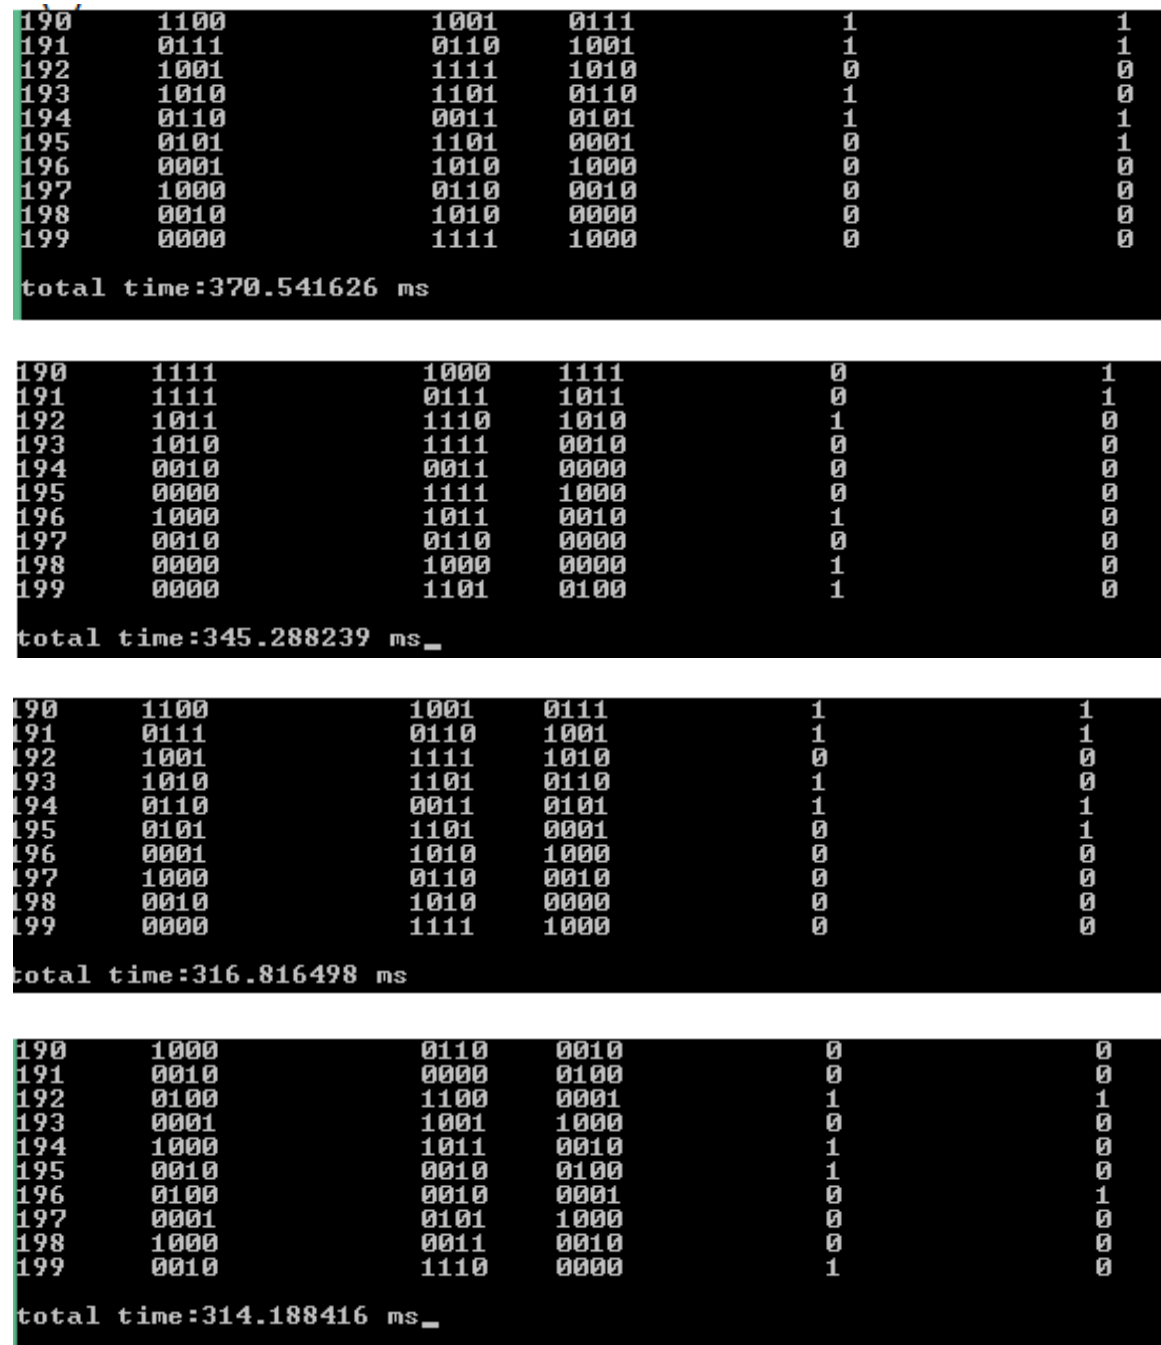 190 1100 1001 0111 1 1
191 0111 0110 1001 1 1
192 1001 1111 1010 0 0
193 1010 1101 0110 1 0
194 0110 0011 0101 1 1
195 0101 1101 0001 0 1
196 0001 1010 1000 0 0
197 1000 0110 0010 0 0
198 0010 1010 0000 0 0
199 0000 1111 1000 0 0
total time:370.541626 ms
190 1111 1000 1111 0 1
191 1111 0111 1011 0 1
192 1011 1110 1010 1 0
193 1010 1111 0010 0 0
194 0010 0011 0000 0 0
195 0000 1111 1000 0 0
196 1000 1011 0010 1 0
197 0010 0110 0000 0 0
198 0000 1000 0000 1 0
199 0000 1101 0100 1 0
total time:345.288239 ms_
190 1100 1001 0111 1 1
191 0111 0110 1001 1 1
192 1001 1111 1010 0 0
193 1010 1101 0110 1 0
194 0110 0011 0101 1 1
195 0101 1101 0001 0 1
196 0001 1010 1000 0 0
197 1000 0110 0010 0 0
198 0010 1010 0000 0 0
199 0000 1111 1000 0 0
total time:316.816498 ms
190 1000 0110 0010 0 0
191 0010 0000 0100 0 0
192 0100 1100 0001 1 1
193 0001 1001 1000 0 0
194 1000 1011 0010 1 0
195 0010 0010 0100 1 0
196 0100 0010 0001 0 1
197 0001 0101 1000 0 0
198 1000 0011 0010 0 0
199 0010 1110 0000 1 0
total time:314.188416 ms_